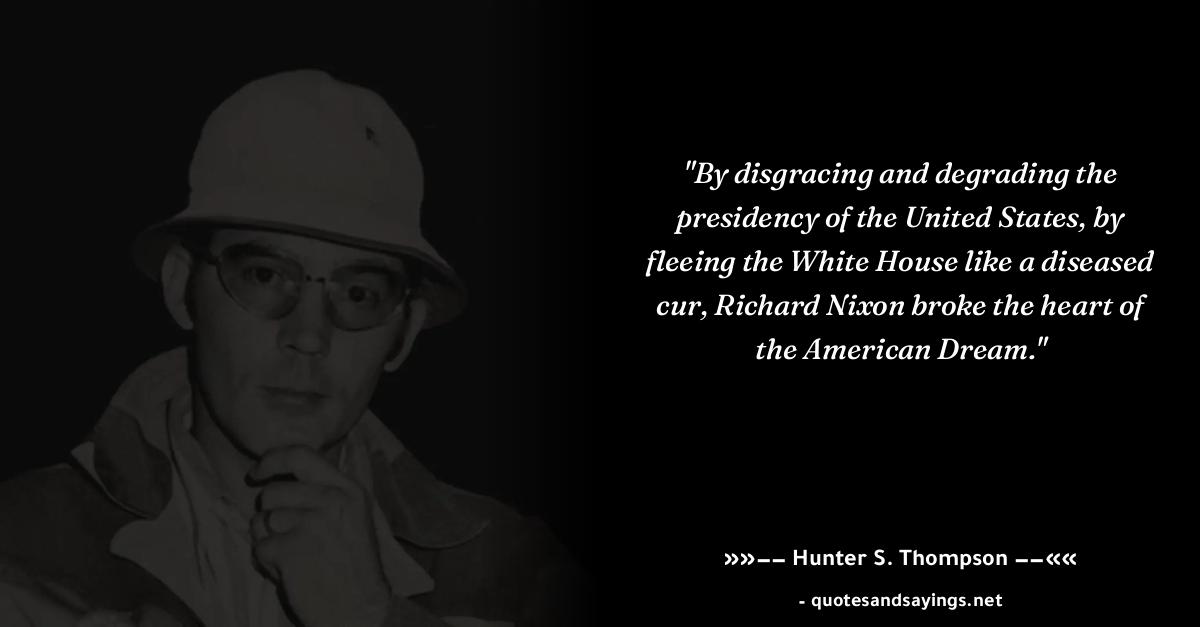 "By disgracing and degrading the
presidency of the United States, by
fleeing the White House like a diseased
cur, Richard Nixon broke the heart of
the American Dream."
»»−− Hunter S. Thompson −−««
- quotesandsayings.net